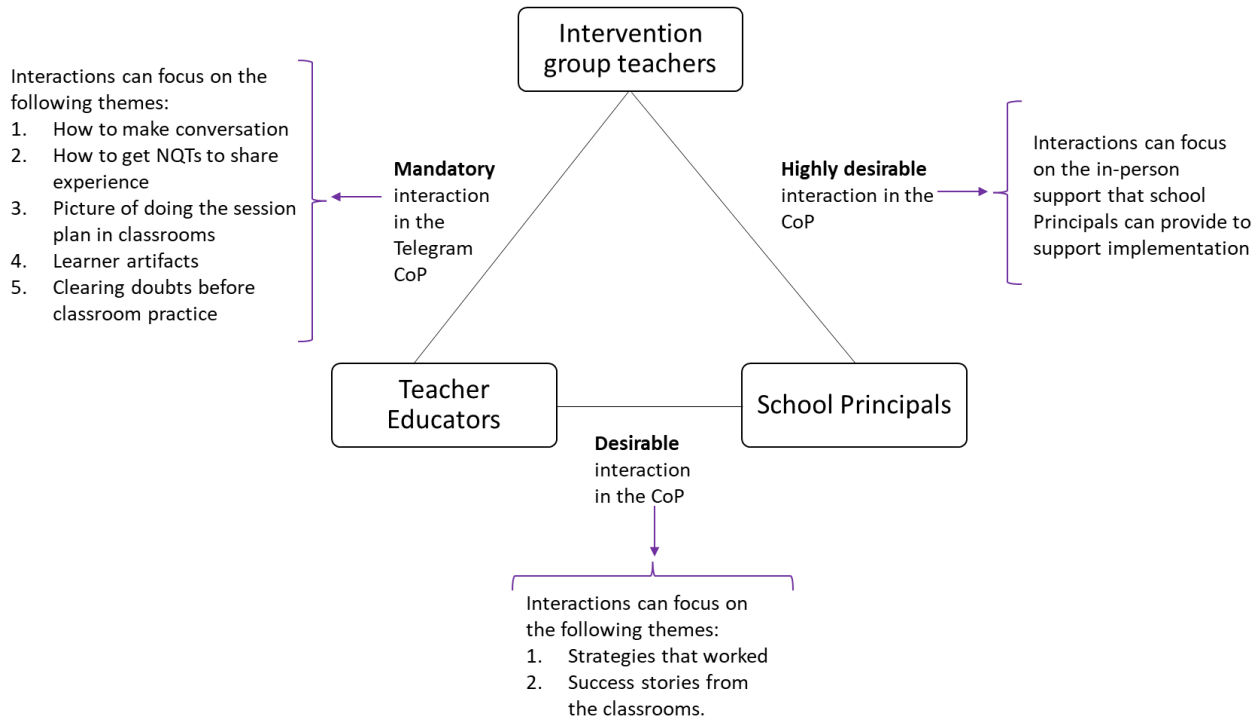 Intervention
group teachers
Interactions can focus on the
following themes:
1. How to make conversation
2. How to get NQTs to share
experience
3. Picture of doing the session
plan in classrooms
4. Learner artifacts
5. Clearing doubts before
classroom practice
Mandatory
interaction
in the
Telegram
CoP
Highly desirable
interaction in the
CoP
Interactions can focus
on the in-person
support that school
Principals can provide to
support implementation
Teacher
Educators
School Principals
Desirable
interaction
in the CoP
Interactions can focus on
the following themes:
1. Strategies that worked
2. Success stories from
the classrooms.